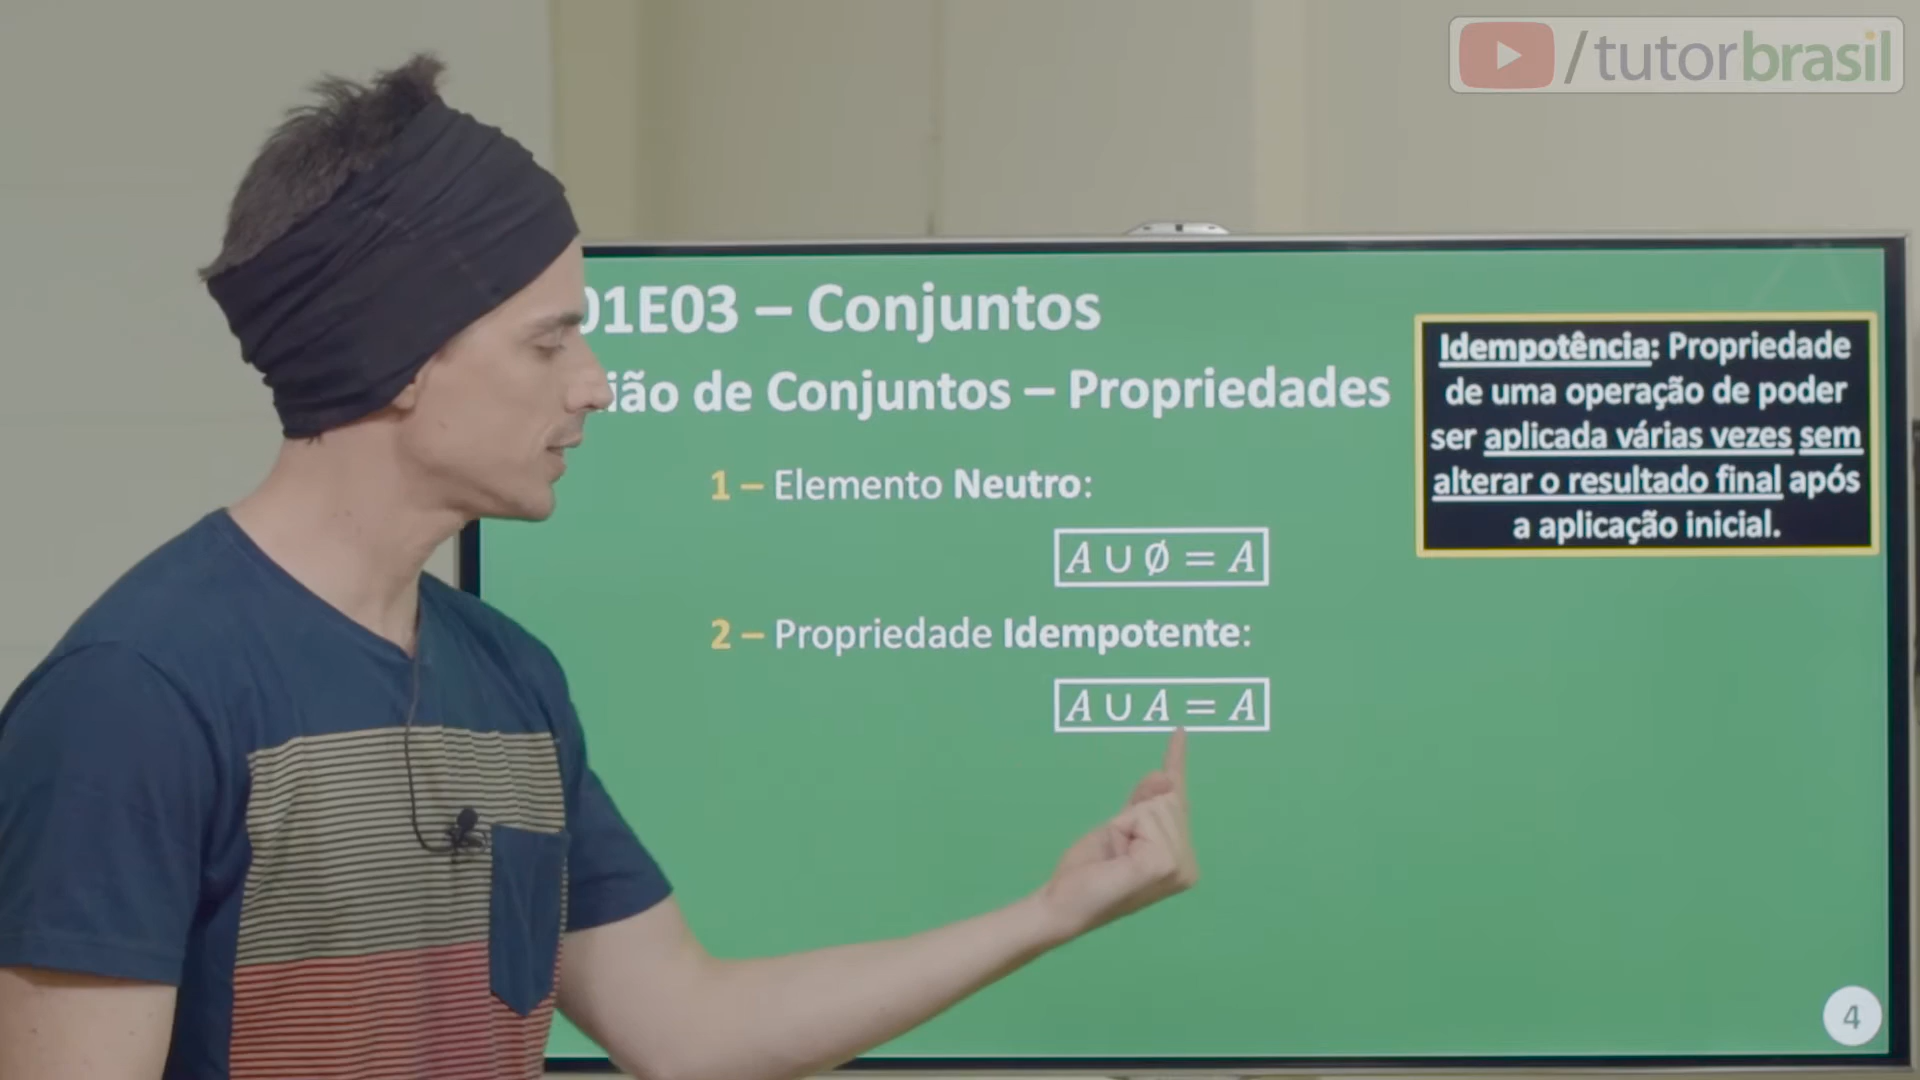 /tutorbrasil
01E03 – Conjuntos
ião de Conjuntos – Propriedades
1 – Elemento Neutro:
A ∪ ∅ = A
2 – Propriedade Idempotente:
A ∪ A = A
Idempotência: Propriedade
de uma operação de poder
ser aplicada várias vezes sem
alterar o resultado final após
a aplicação inicial.
4